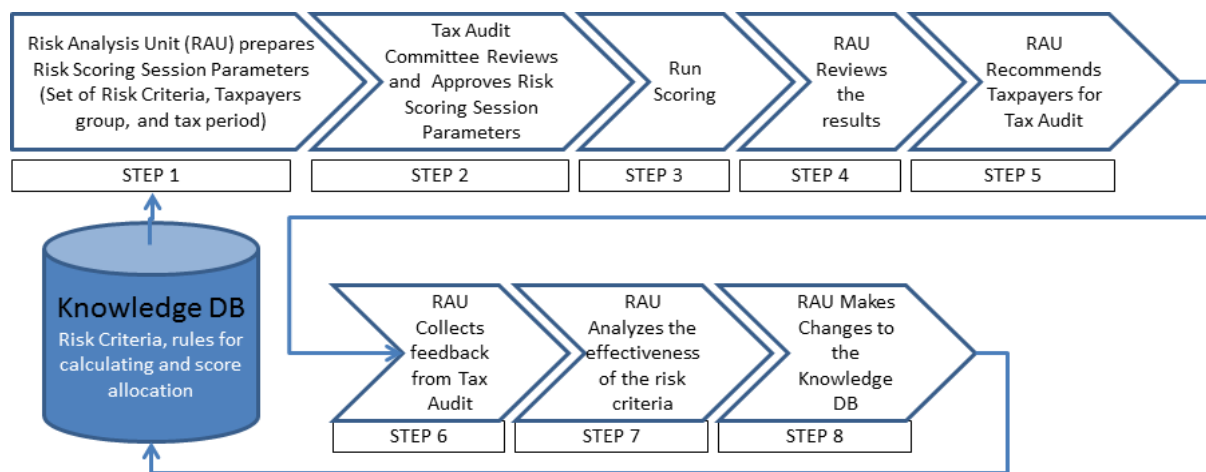 Risk Analysis Unit (RAU) prepares
Risk Scoring Session Parameters
(Set of Risk Criteria, Taxpayers
group, and tax period)
STEP 1
Tax Audit
Committee Reviews
and Approves Risk
Scoring Session
Parameters
STEP 2
Run
Scoring
STEP 3
RAU
Reviews
the
results
STEP 4
RAU
Recommends
Taxpayers for
Tax Audit
STEP 5
Knowledge DB
Risk Criteria, rules for
calculating and score
allocation
RAU
Collects
feedback
from Tax
Audit
STEP 6
RAU
Analyzes the
effectiveness
of the risk
criteria
STEP 7
RAU Makes
Changes to
the
Knowledge
DB
STEP 8